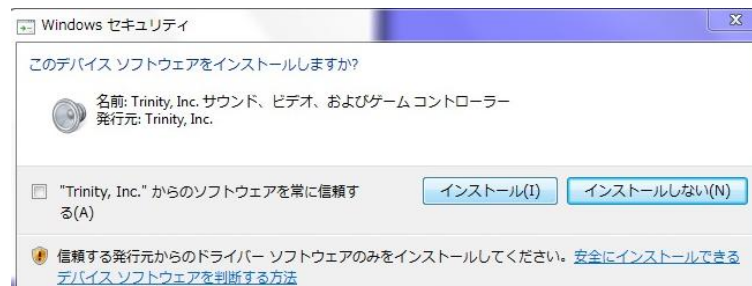 Windows セキュリティ
このデバイス ソフトウェアをインストールしますか?
名前: Trinity, Inc. サウンド、ビデオ、およびゲーム コントローラー
発行元: Trinity, Inc.
"Trinity, Inc." からのソフトウェアを常に信頼す
る(A)
インストール(I)
インストールしない(N)
信頼する発行元からのドライバー ソフトウェアのみをインストールしてください。安全にインストールできる
デバイス ソフトウェアを判断する方法